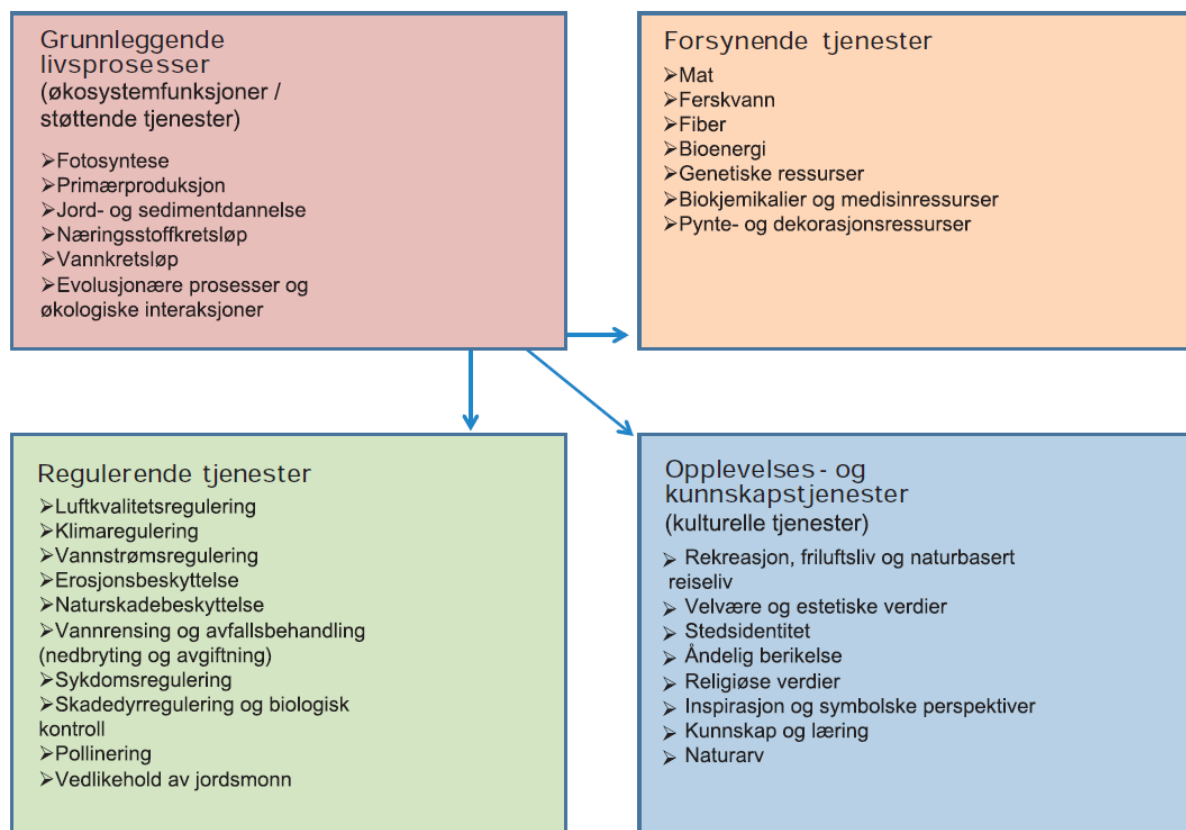 Grunnleggende
livsprosesser
(økosystemfunksjoner /
støttende tjenester)
➢Fotosyntese
➢Primærproduksjon
➢Jord- og sedimentdannelse
➢Næringsstoffkretsløp
➢Vannkretsløp
➢Evolusjonære prosesser og
økologiske interaksjoner
Forsynende tjenester
➢Mat
➢Ferskvann
➢Fiber
➢Bioenergi
➢Genetiske ressurser
➢Biokjemikalier og medisinressurser
➢Pynte- og dekorasjonsressurser
Regulerende tjenester
➢Luftkvalitetsregulering
➢Klimaregulering
➢Vannstrømsregulering
➢Erosjonsbeskyttelse
➢Naturskadebeskyttelse
➢Vannrensing og avfallsbehandling
(nedbryting og avgiftning)
➢Sykdomsregulering
➢Skadedyrregulering og biologisk
kontroll
➢Pollinering
➢Vedlikehold av jordsmonn
Opplevelses- og
kunnskapstjenester
(kulturelle tjenester)
➢ Rekreasjon, friluftsliv og naturbasert
reiseliv
➢ Velvære og estetiske verdier
➢ Stedsidentitet
➢ Åndelig berikelse
➢ Religiøse verdier
➢ Inspirasjon og symbolske perspektiver
➢ Kunnskap og læring
➢ Naturarv